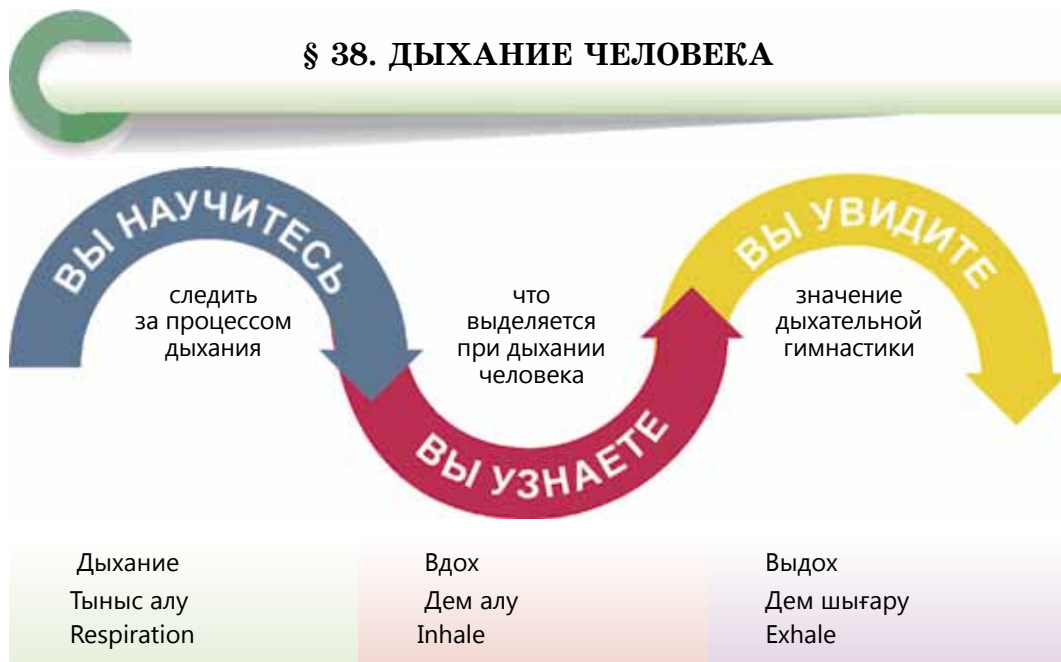 § 38. ДЫХАНИЕ ЧЕЛОВЕКА
ВЫ НАУЧИТЕСЬ
следить
за процессом
дыхания
ВЫ УЗНАЕТЕ
что
выделяется
при дыхании
человека
ВЫ УВИДИТЕ
значение
дыхательной
гимнастики
Дыхание
Тыныс алу
Respiration
Вдох
Дем алу
Inhale
Выдох
Дем шығару
Exhale